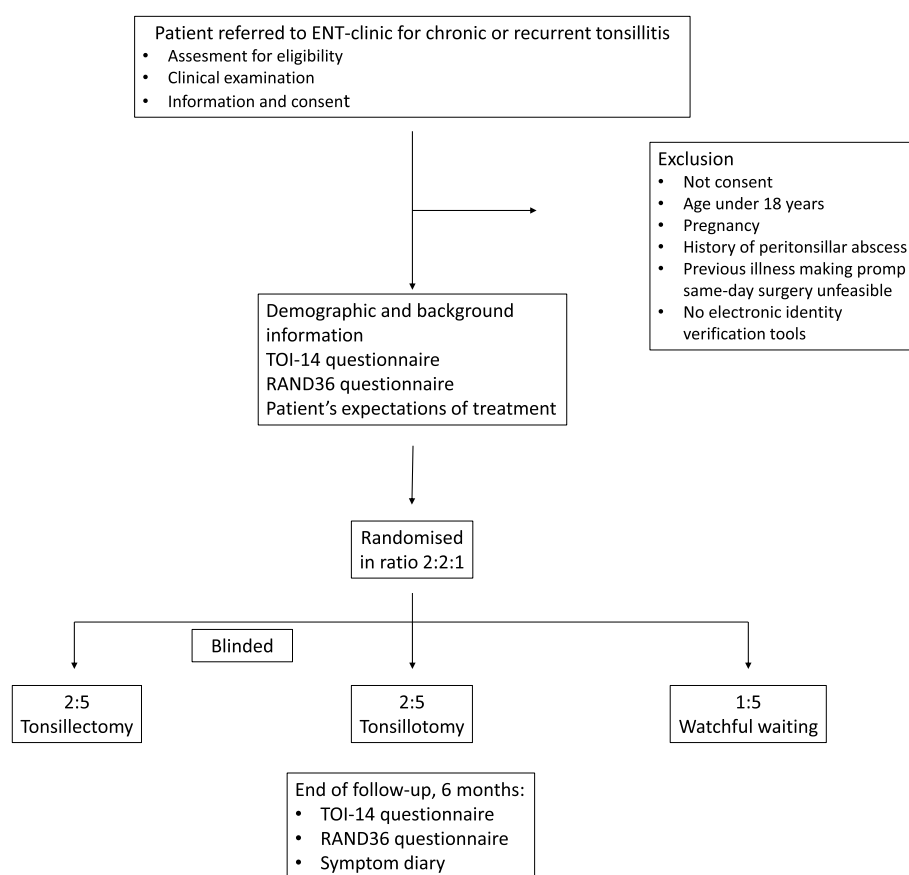 Patient referred to ENT-clinic for chronic or recurrent tonsillitis
• Assesment for eligibility
• Clinical examination
• Information and consent
Exclusion
• Not consent
• Age under 18 years
• Pregnancy
• History of peritonsillar abscess
• Previous illness making promp
same-day surgery unfeasible
• No electronic identity
verification tools
Demographic and background
information
TOI-14 questionnaire
RAND36 questionnaire
Patient's expectations of treatment
Randomised
in ratio 2:2:1
Blinded
2:5
Tonsillectomy
2:5
Tonsillotomy
1:5
Watchful waiting
End of follow-up, 6 months:
• TOI-14 questionnaire
• RAND36 questionnaire
• Symptom diary